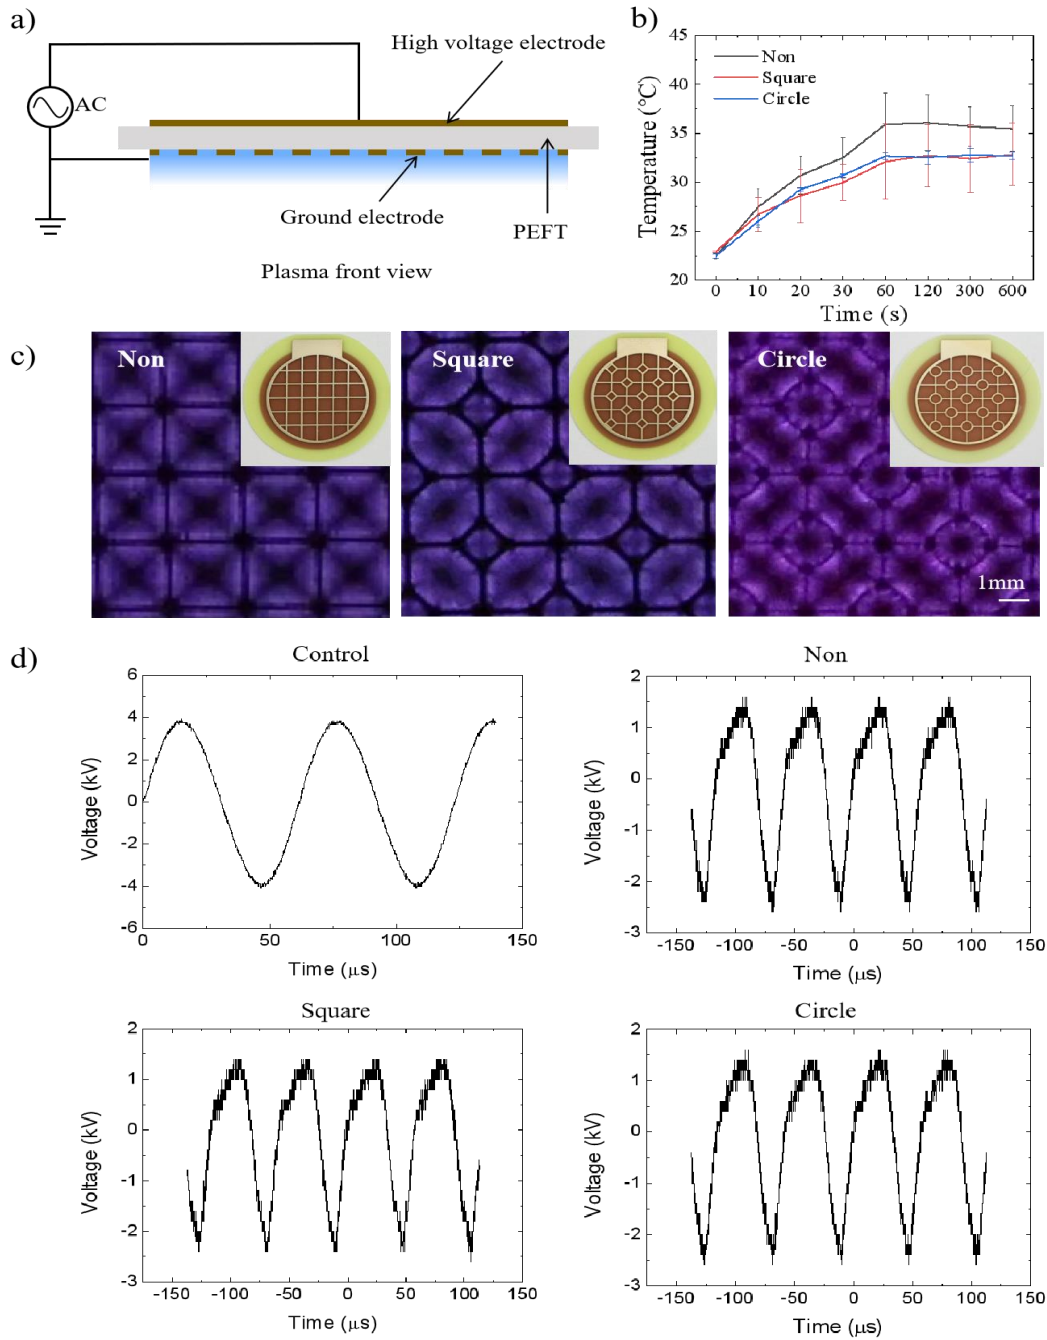 a)
High voltage electrode
AC
Ground electrode
PEFT
Plasma front view
b)
Non
Square
Circle
45
40
35
30
25
20
Temperature (°C)
0 10 20 30 60 120 300 600
Time (s)
c)
Non
Square
Circle
1mm
d)
Control
6
4
2
0
-2
-4
-6
Voltage (kV)
0 50 100 150
Time (μs)
Non
2
1
0
-1
-2
-3
Voltage (kV)
-150 -100 -50 0 50 100 150
Time (μs)
Square
2
1
0
-1
-2
-3
Voltage (kV)
-150 -100 -50 0 50 100 150
Time (μs)
Circle
2
1
0
-1
-2
-3
Voltage (kV)
-150 -100 -50 0 50 100 150
Time (μs)